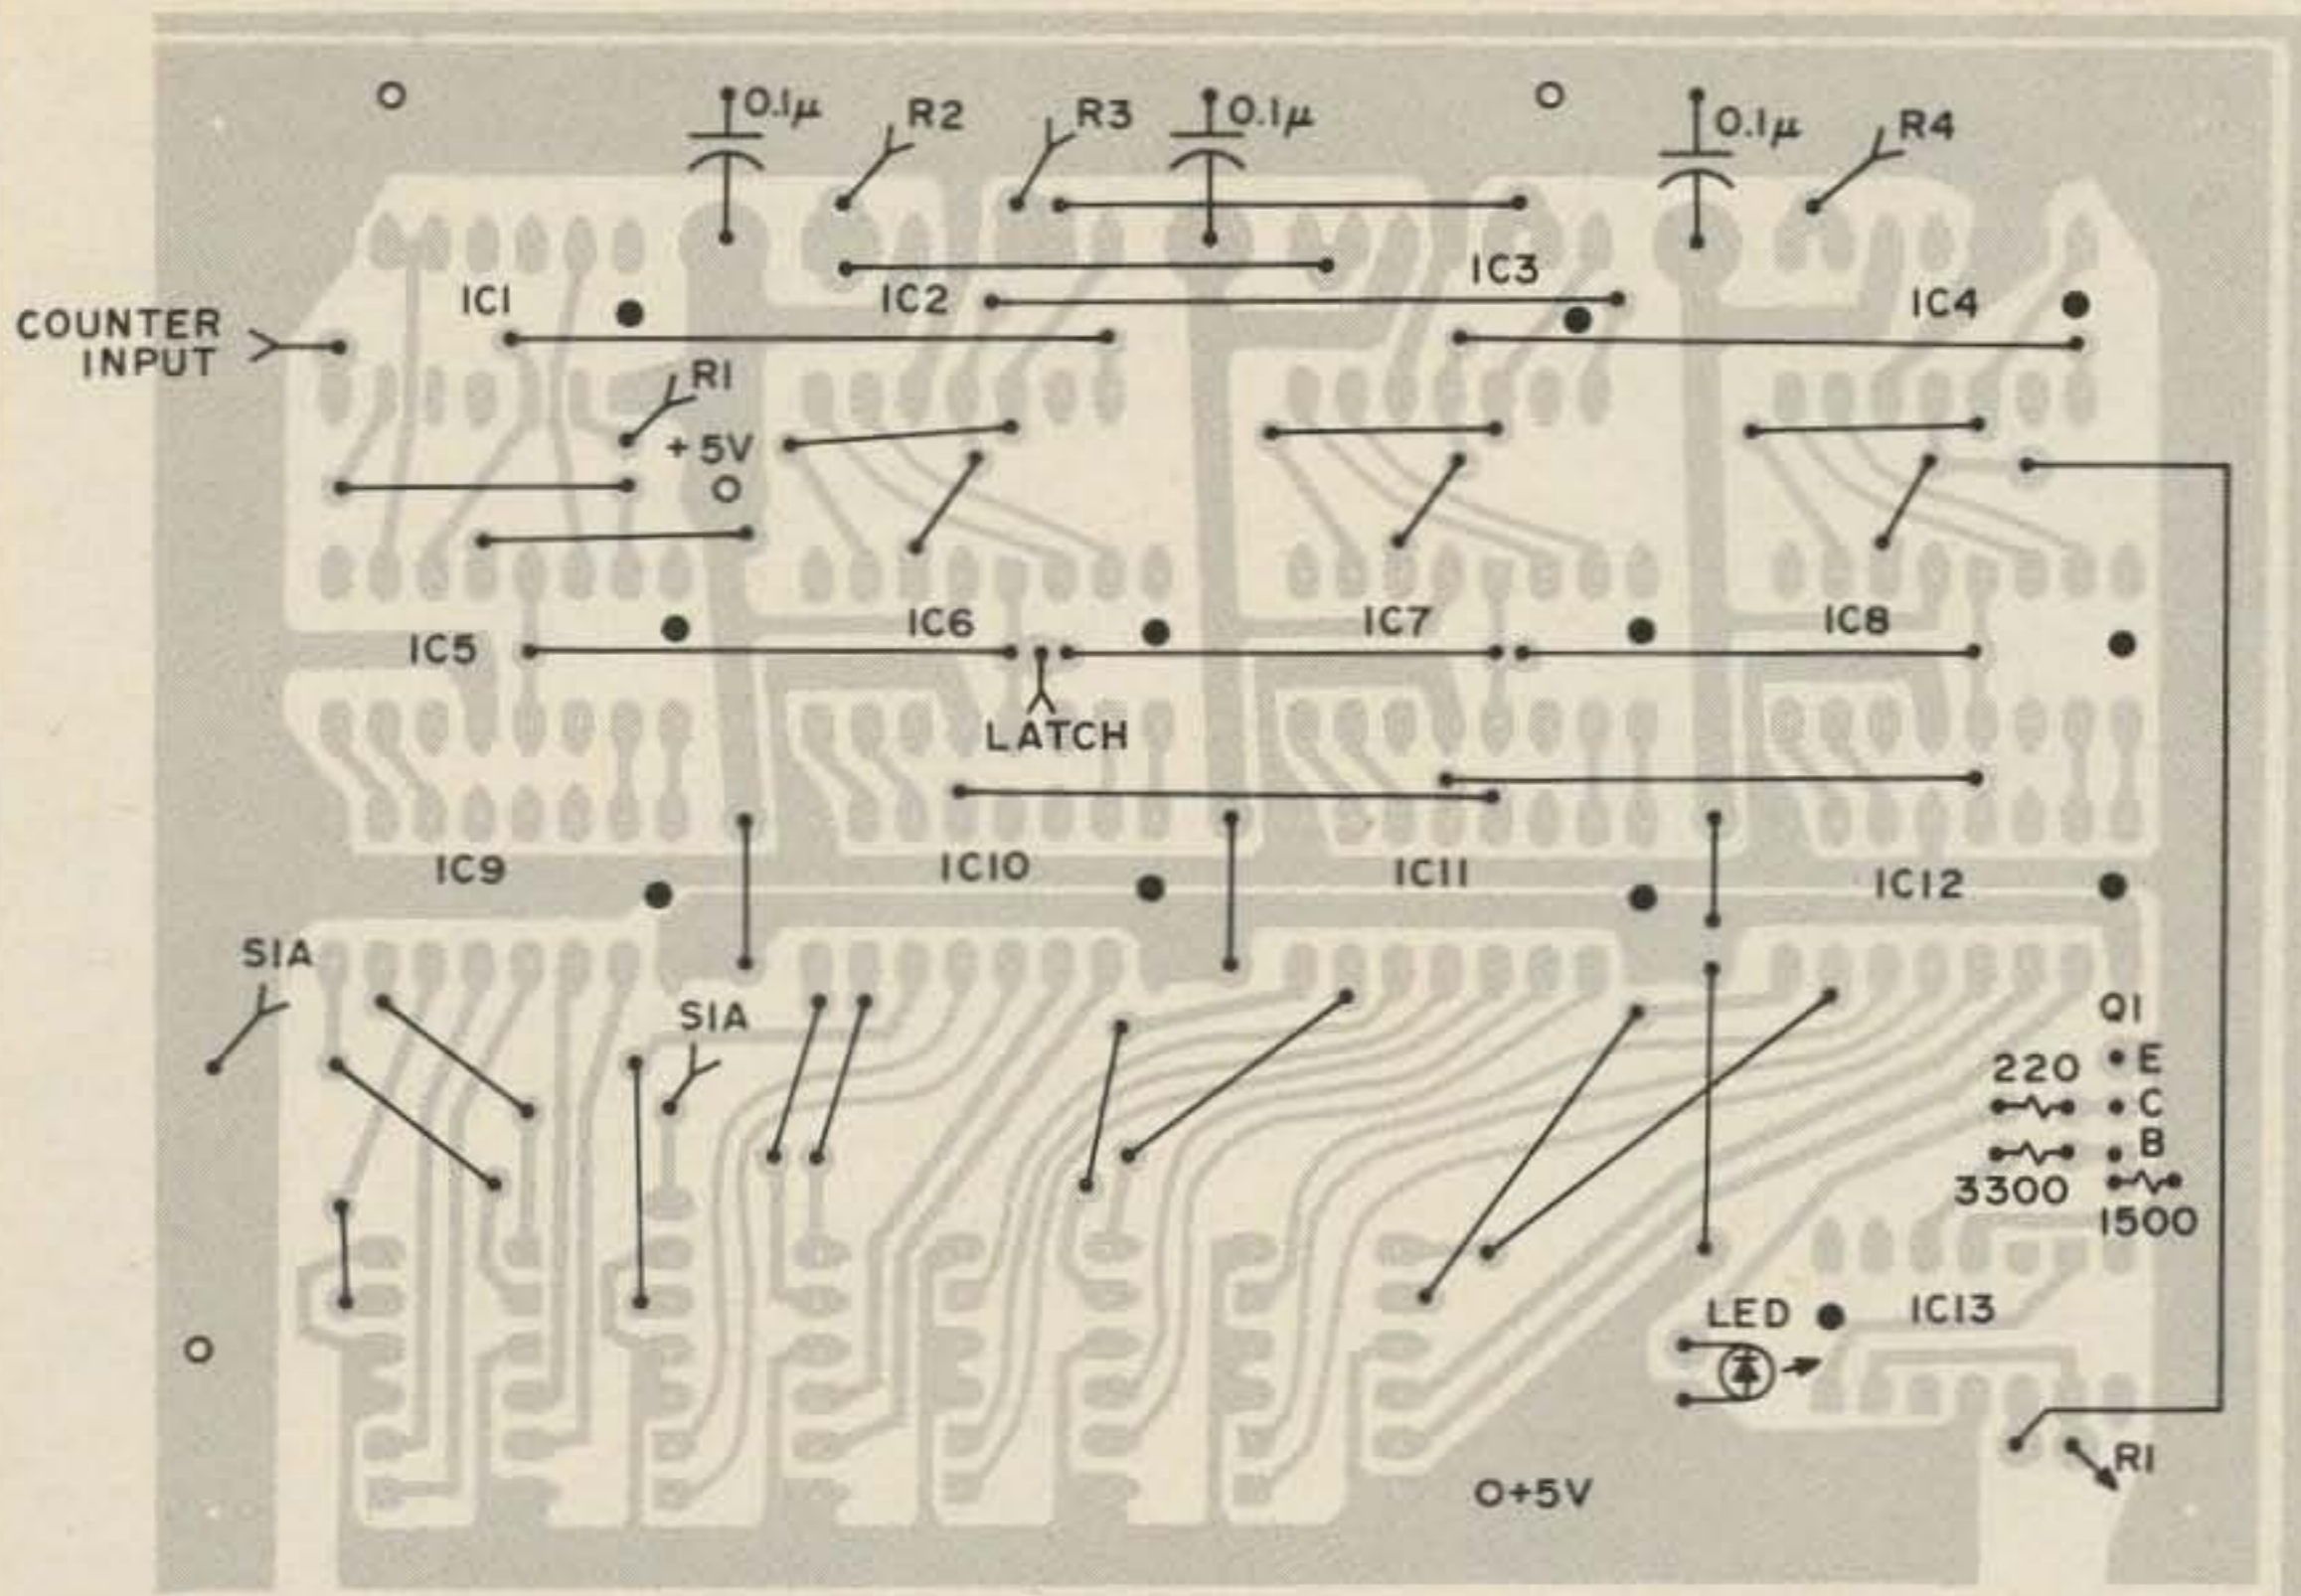 0.1µ
R2
R3
0.1µ
0.1µ
R4
IC1
IC2
IC3
IC4
COUNTER
INPUT
R1
+5V
IC5
IC6
IC7
IC8
LATCH
IC9
IC10
IC11
IC12
S1A
S1A
Q1
E
220
C
B
3300
1500
LED
IC13
R1
+5V